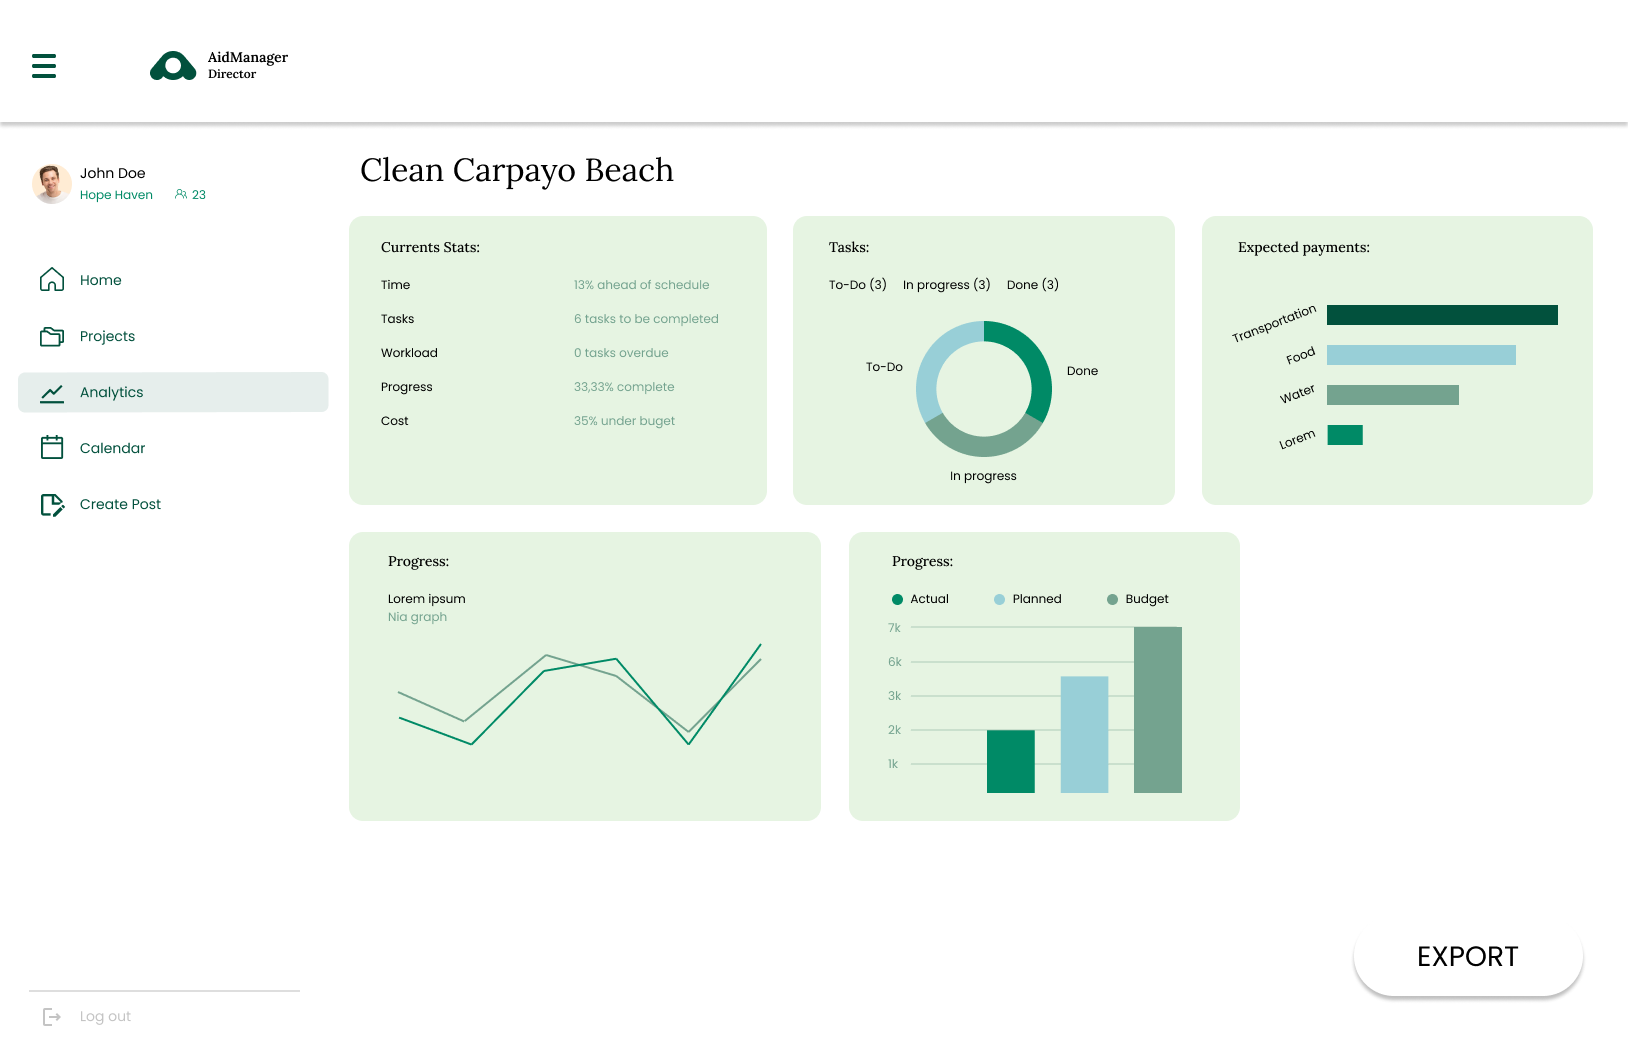 AidManager
Director
John Doe
Hope Haven 23
Home
Projects
Analytics
Calendar
Create Post
Log out
Clean Carpayo Beach
Currents Stats:
Time 13% ahead of schedule
Tasks 6 tasks to be completed
Workload 0 tasks overdue
Progress 33,33% complete
Cost 35% under buget
Tasks:
To-Do (3) In progress (3) Done (3)
To-Do
Done
In progress
Expected payments:
Transportation
Food
Water
Lorem
Progress:
Lorem ipsum
Nia graph
Progress:
Actual Planned Budget
7k
6k
3k
2k
1k
EXPORT